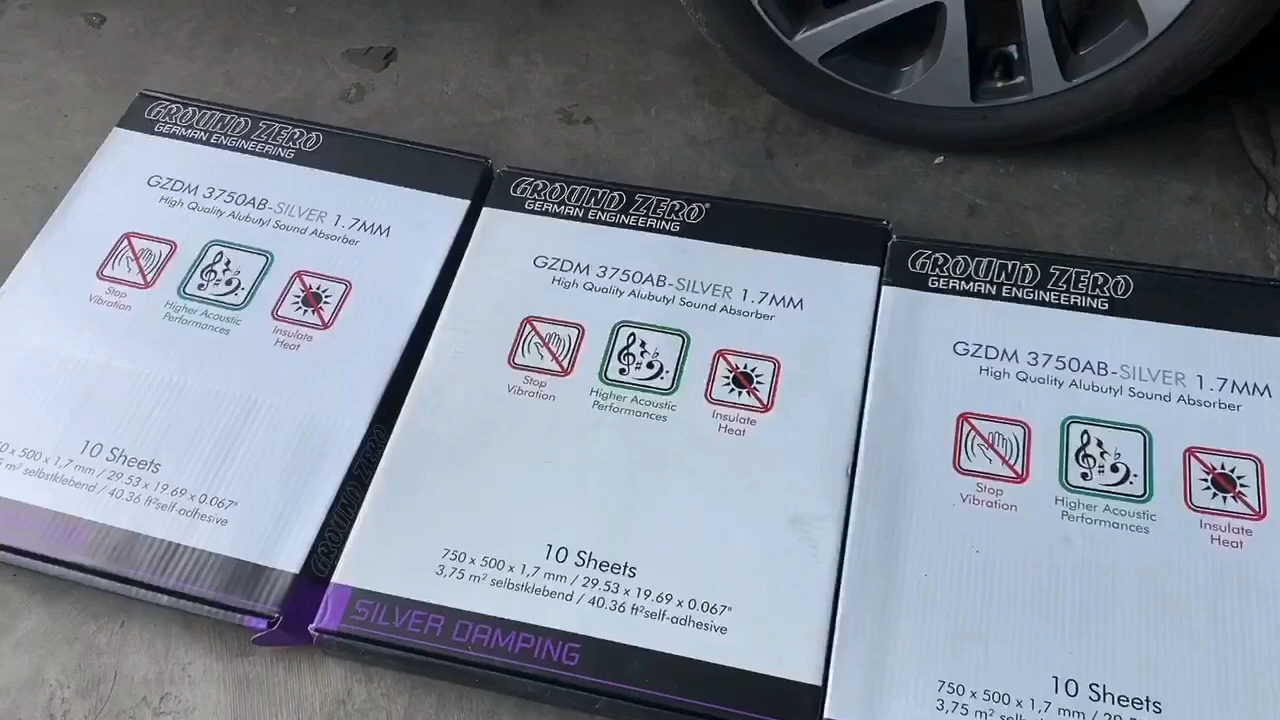 GROUND ZERO
GERMAN ENGINEERING
GZDM 3750AB-SILVER 1.7MM
High Quality Alubutyl Sound Absorber
Stop
Vibration
Higher Acoustic
Performances
Insulate
Heat
10 Sheets
x 500 x 1,7 mm / 29.53 x 19.69 x 0.067"
m² selbstklebend / 40.36 ft²self-adhesive
GROUND ZERO
GROUND ZERO®
GERMAN ENGINEERING
GZDM 3750AB-SILVER 1.7MM
High Quality Alubutyl Sound Absorber
Stop
Vibration
Higher Acoustic
Performances
Insulate
Heat
10 Sheets
750 x 500 x 1,7 mm / 29.53 x 19.69 x 0.067"
3,75 m² selbstklebend / 40.36 ft²self-adhesive
SILVER DAMPING
GROUND ZERO
GERMAN ENGINEERING
GZDM 3750AB-SILVER 1.7MM
High Quality Alubutyl Sound Absorber
Stop
Vibration
Higher Acoustic
Performances
Insulate
Heat
10 Sheets
750 x 500 x 1,7 mm /
3,75 m²